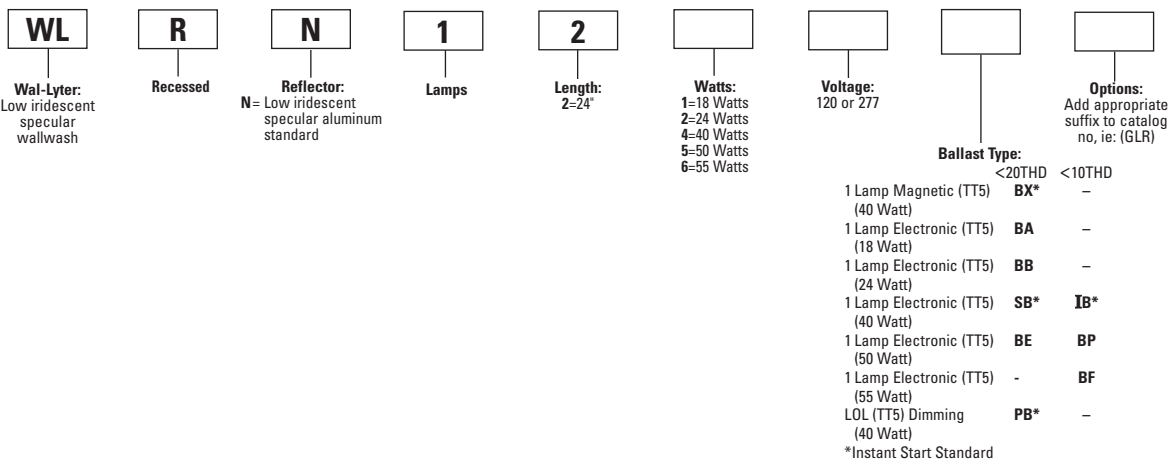 WL R N 1 2
Wal-Lyter:
Low iridescent
specular
wallwash
Recessed
Reflector:
N= Low iridescent
specular aluminum
standard
Lamps
Length:
2=24"
Watts:
1=18 Watts
2=24 Watts
4=40 Watts
5=50 Watts
6=55 Watts
Voltage:
120 or 277
Options:
Add appropriate
suffix to catalog
no, ie: (GLR)
Ballast Type:
<20THD <10THD
1 Lamp Magnetic (TT5) BX* –
(40 Watt)
1 Lamp Electronic (TT5) BA –
(18 Watt)
1 Lamp Electronic (TT5) BB –
(24 Watt)
1 Lamp Electronic (TT5) SB* IB*
(40 Watt)
1 Lamp Electronic (TT5) BE BP
(50 Watt)
1 Lamp Electronic (TT5) - BF
(55 Watt)
LOL (TT5) Dimming PB* –
(40 Watt)
*Instant Start Standard